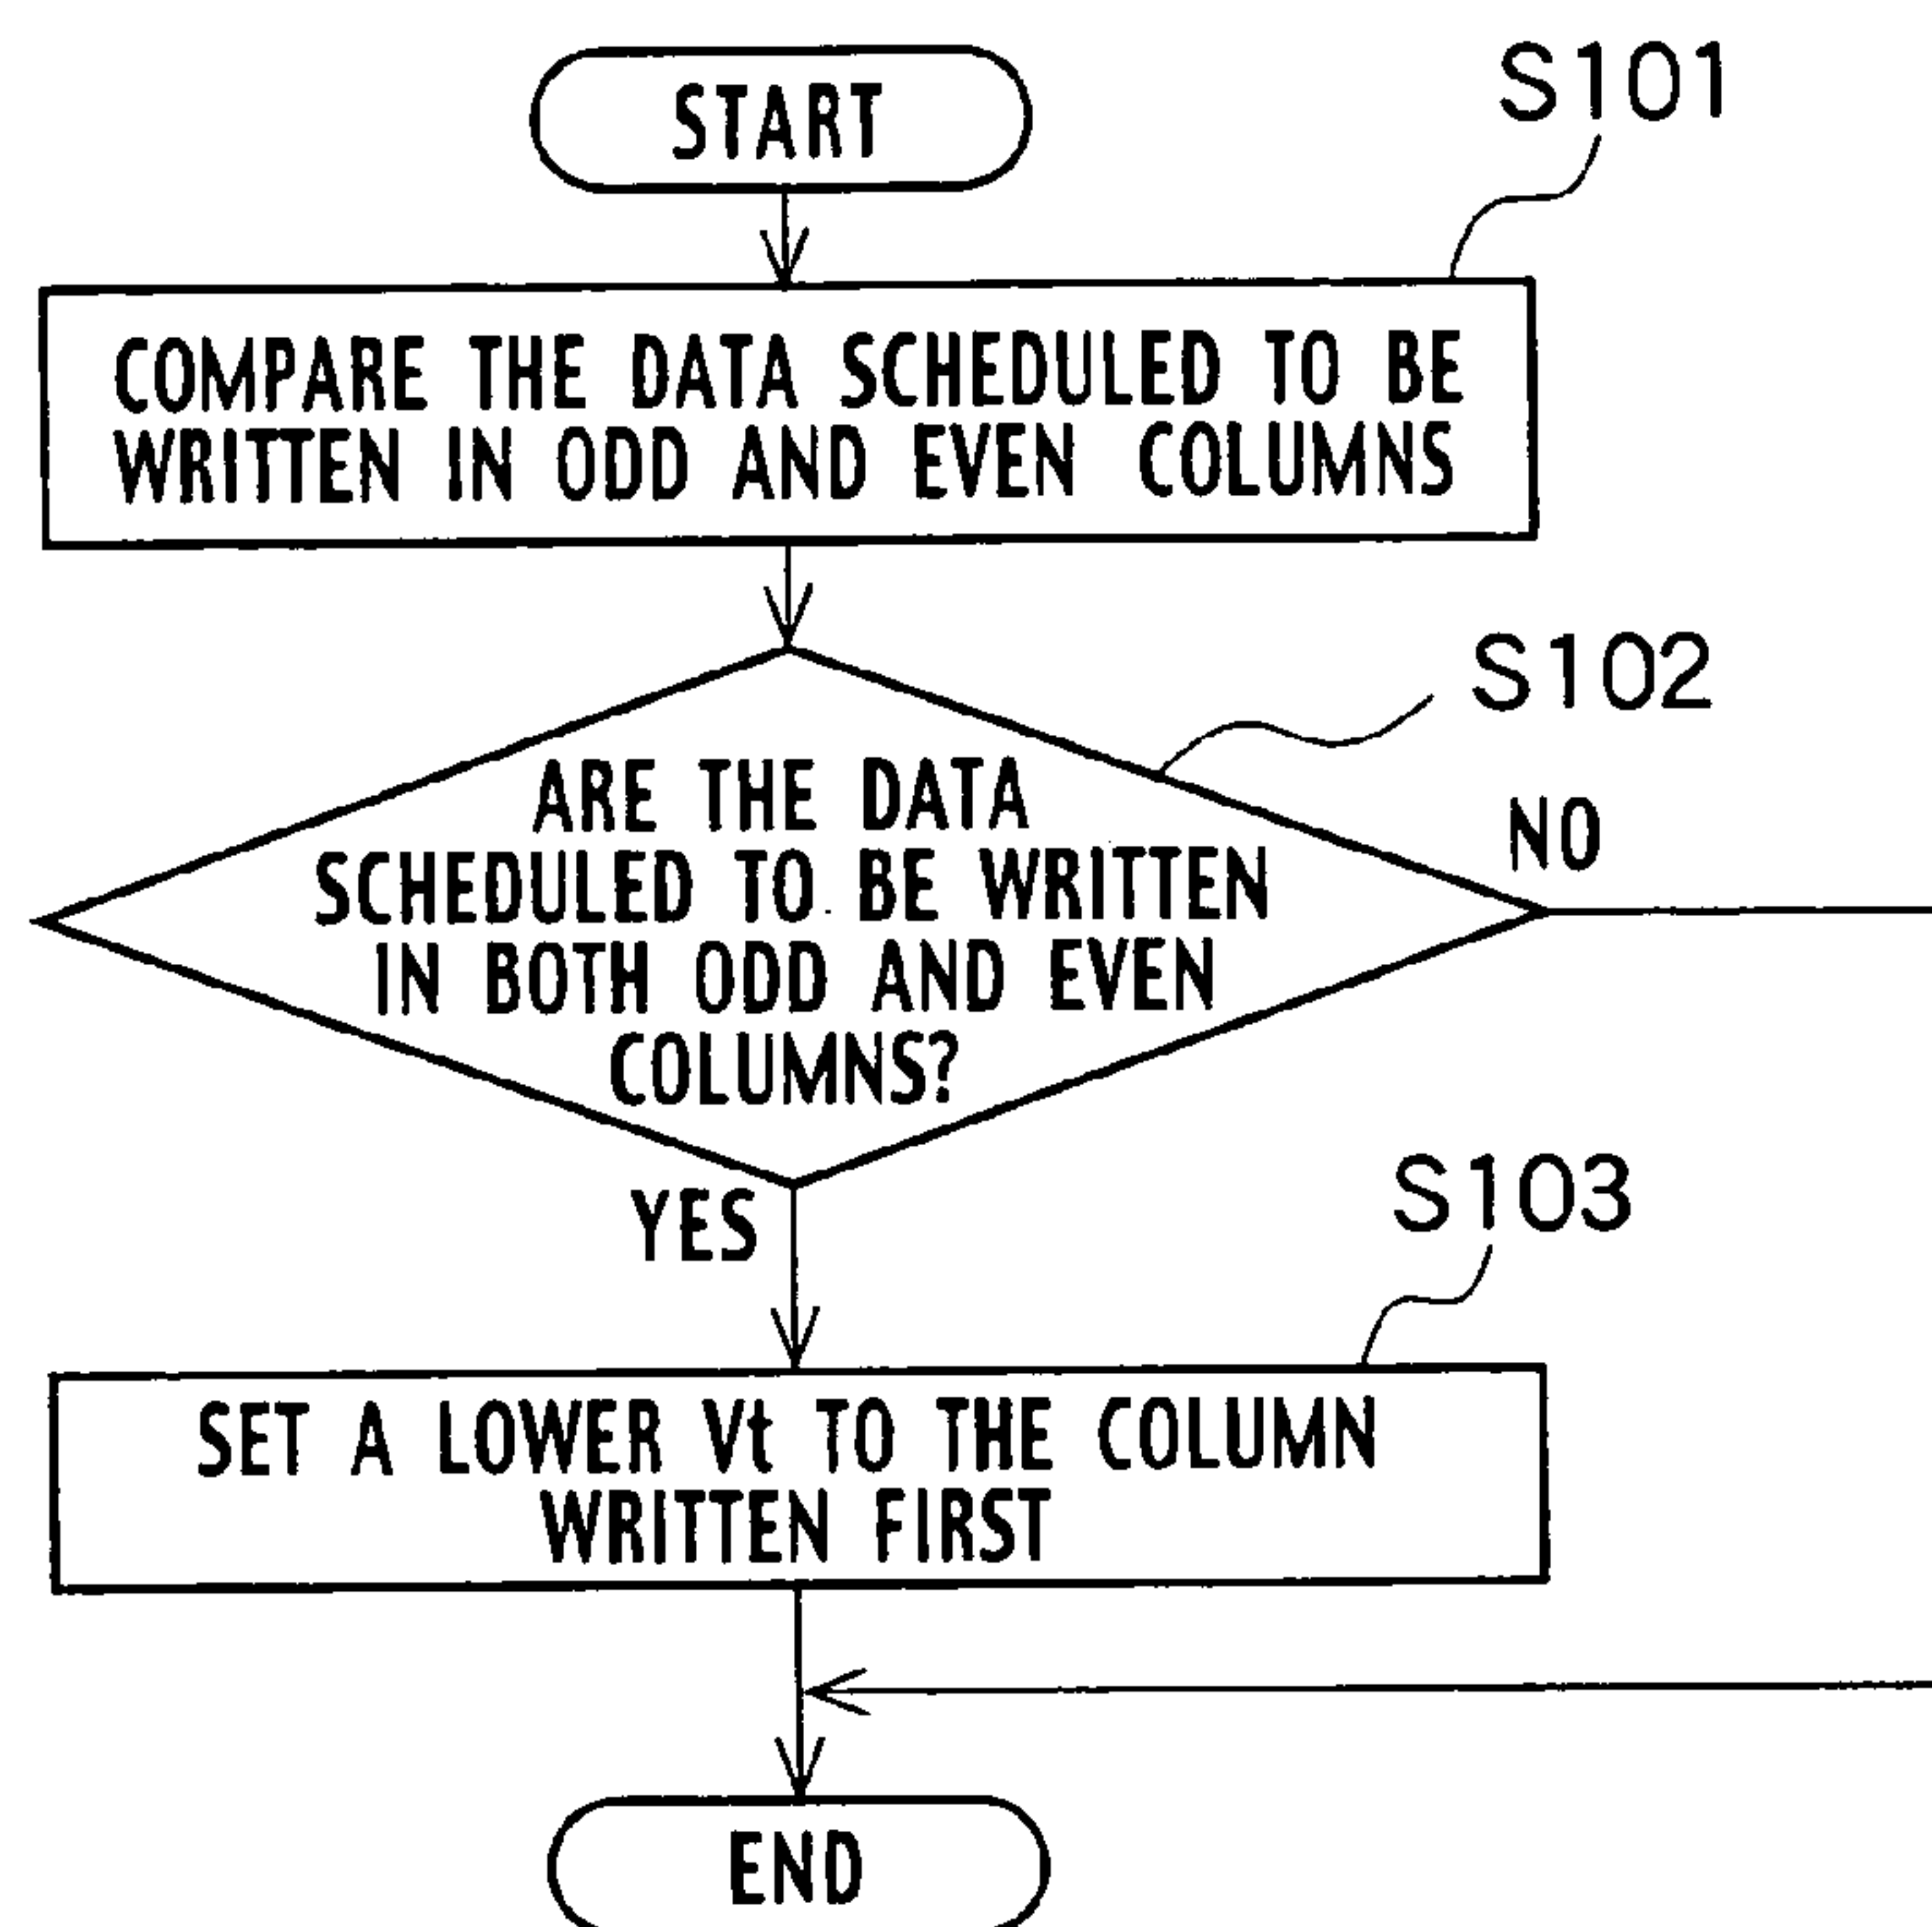 START
S101
COMPARE THE DATA SCHEDULED TO BE
WRITTEN IN ODD AND EVEN COLUMNS
S102
ARE THE DATA
SCHEDULED TO BE WRITTEN
IN BOTH ODD AND EVEN
COLUMNS?
NO
YES
S103
SET A LOWER Vt TO THE COLUMN
WRITTEN FIRST
END